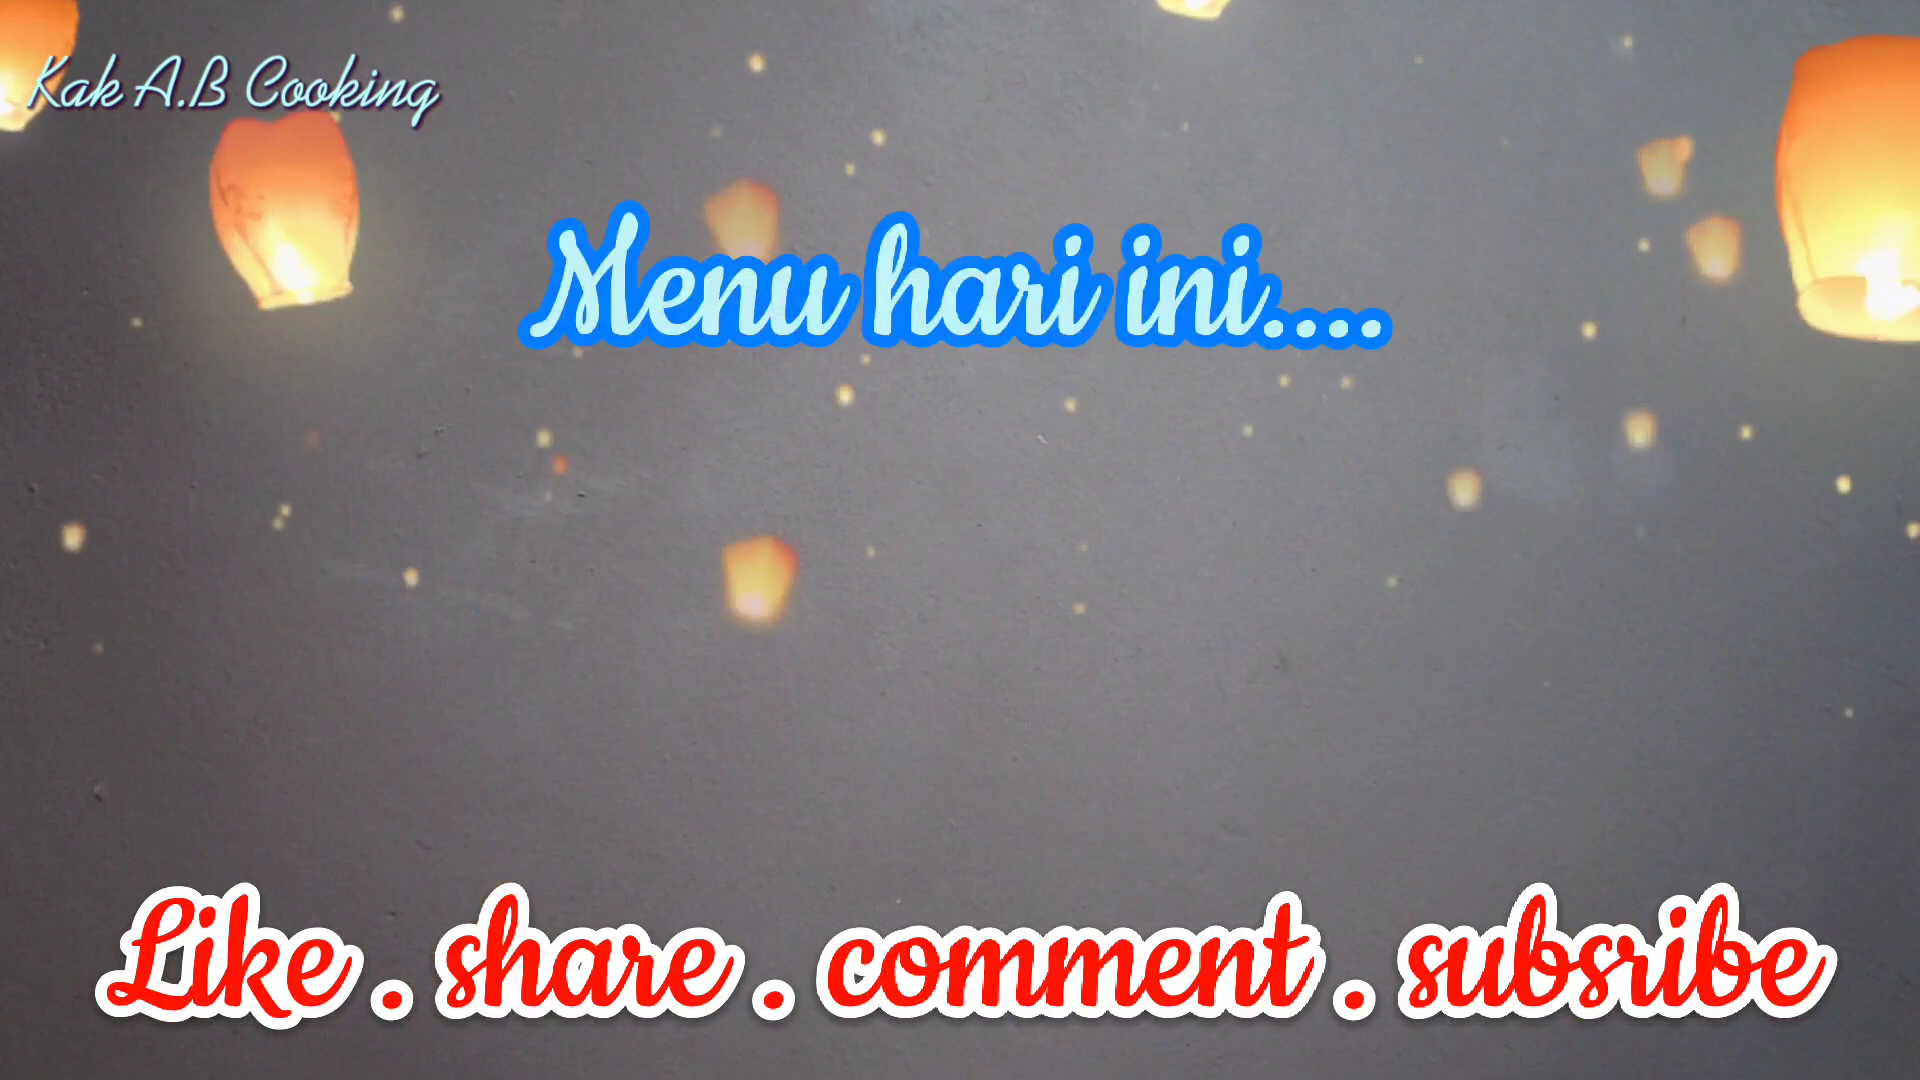 Kak A.B Cooking
Menu hari ini....
Like . share . comment . subsribe